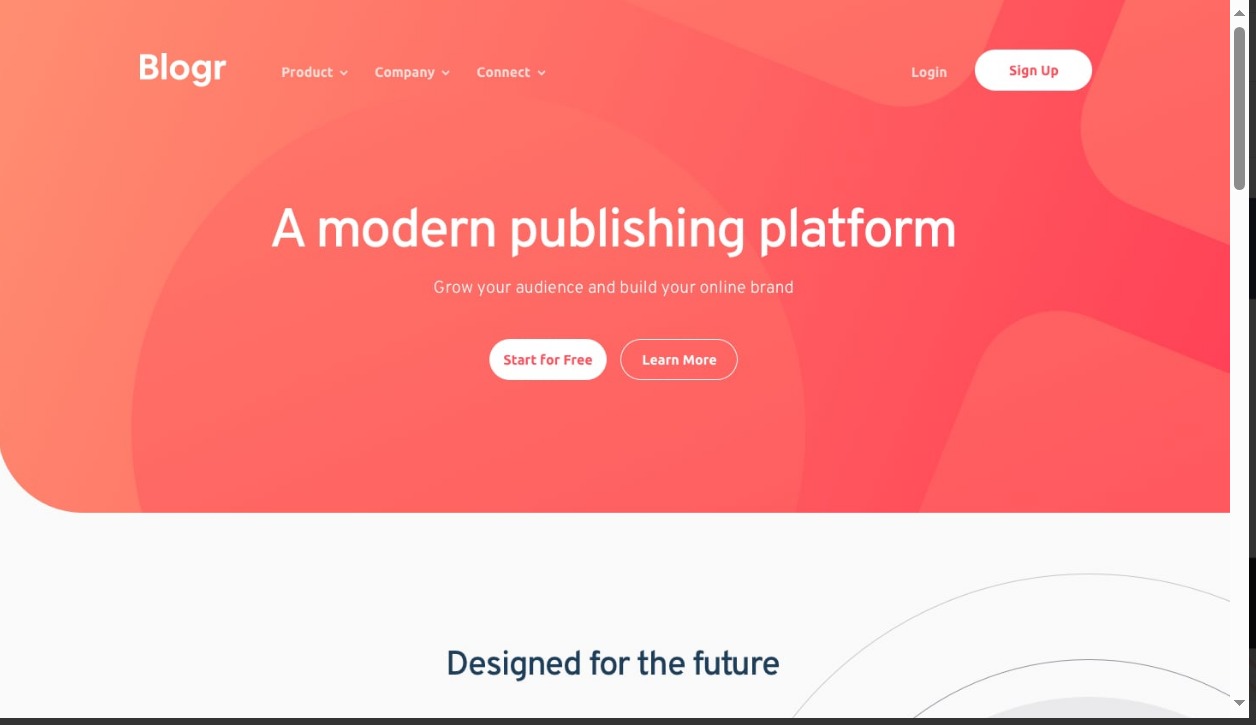 Blogr
Product
Company
Connect
Login
Sign Up
A modern publishing platform
Grow your audience and build your online brand
Start for Free
Learn More
Designed for the future